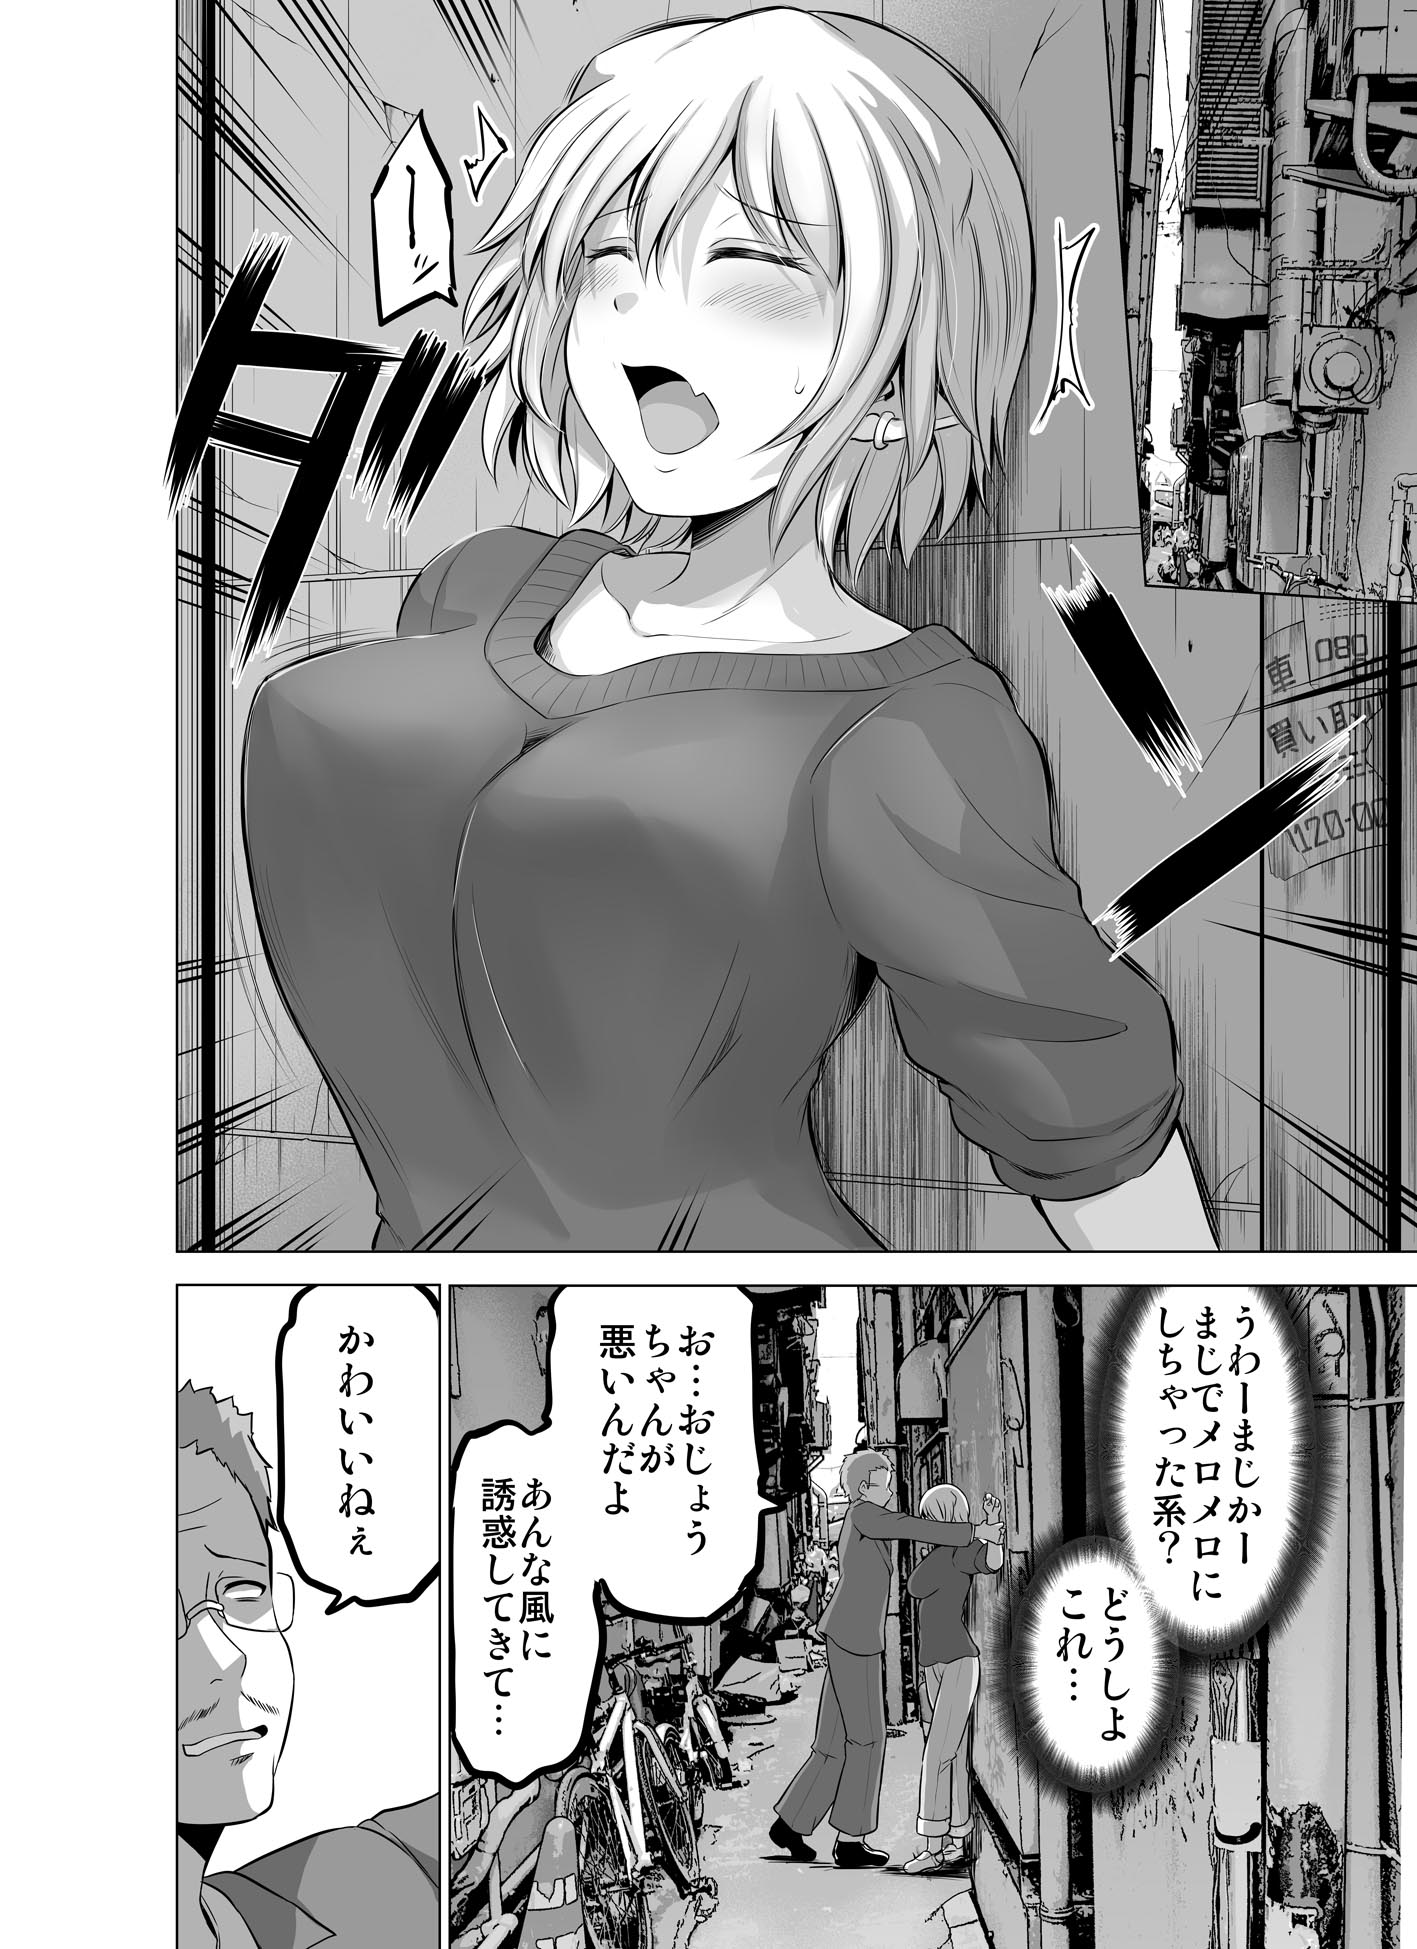 ダンッ
車 080
買い取
0120-00
うわーまじかー
まじでメロメロに
しちゃった系？
どうしよ
これ…
お…おじょう
ちゃんが
悪いんだよ
あんな風に
誘惑してきて…
かわいいねぇ